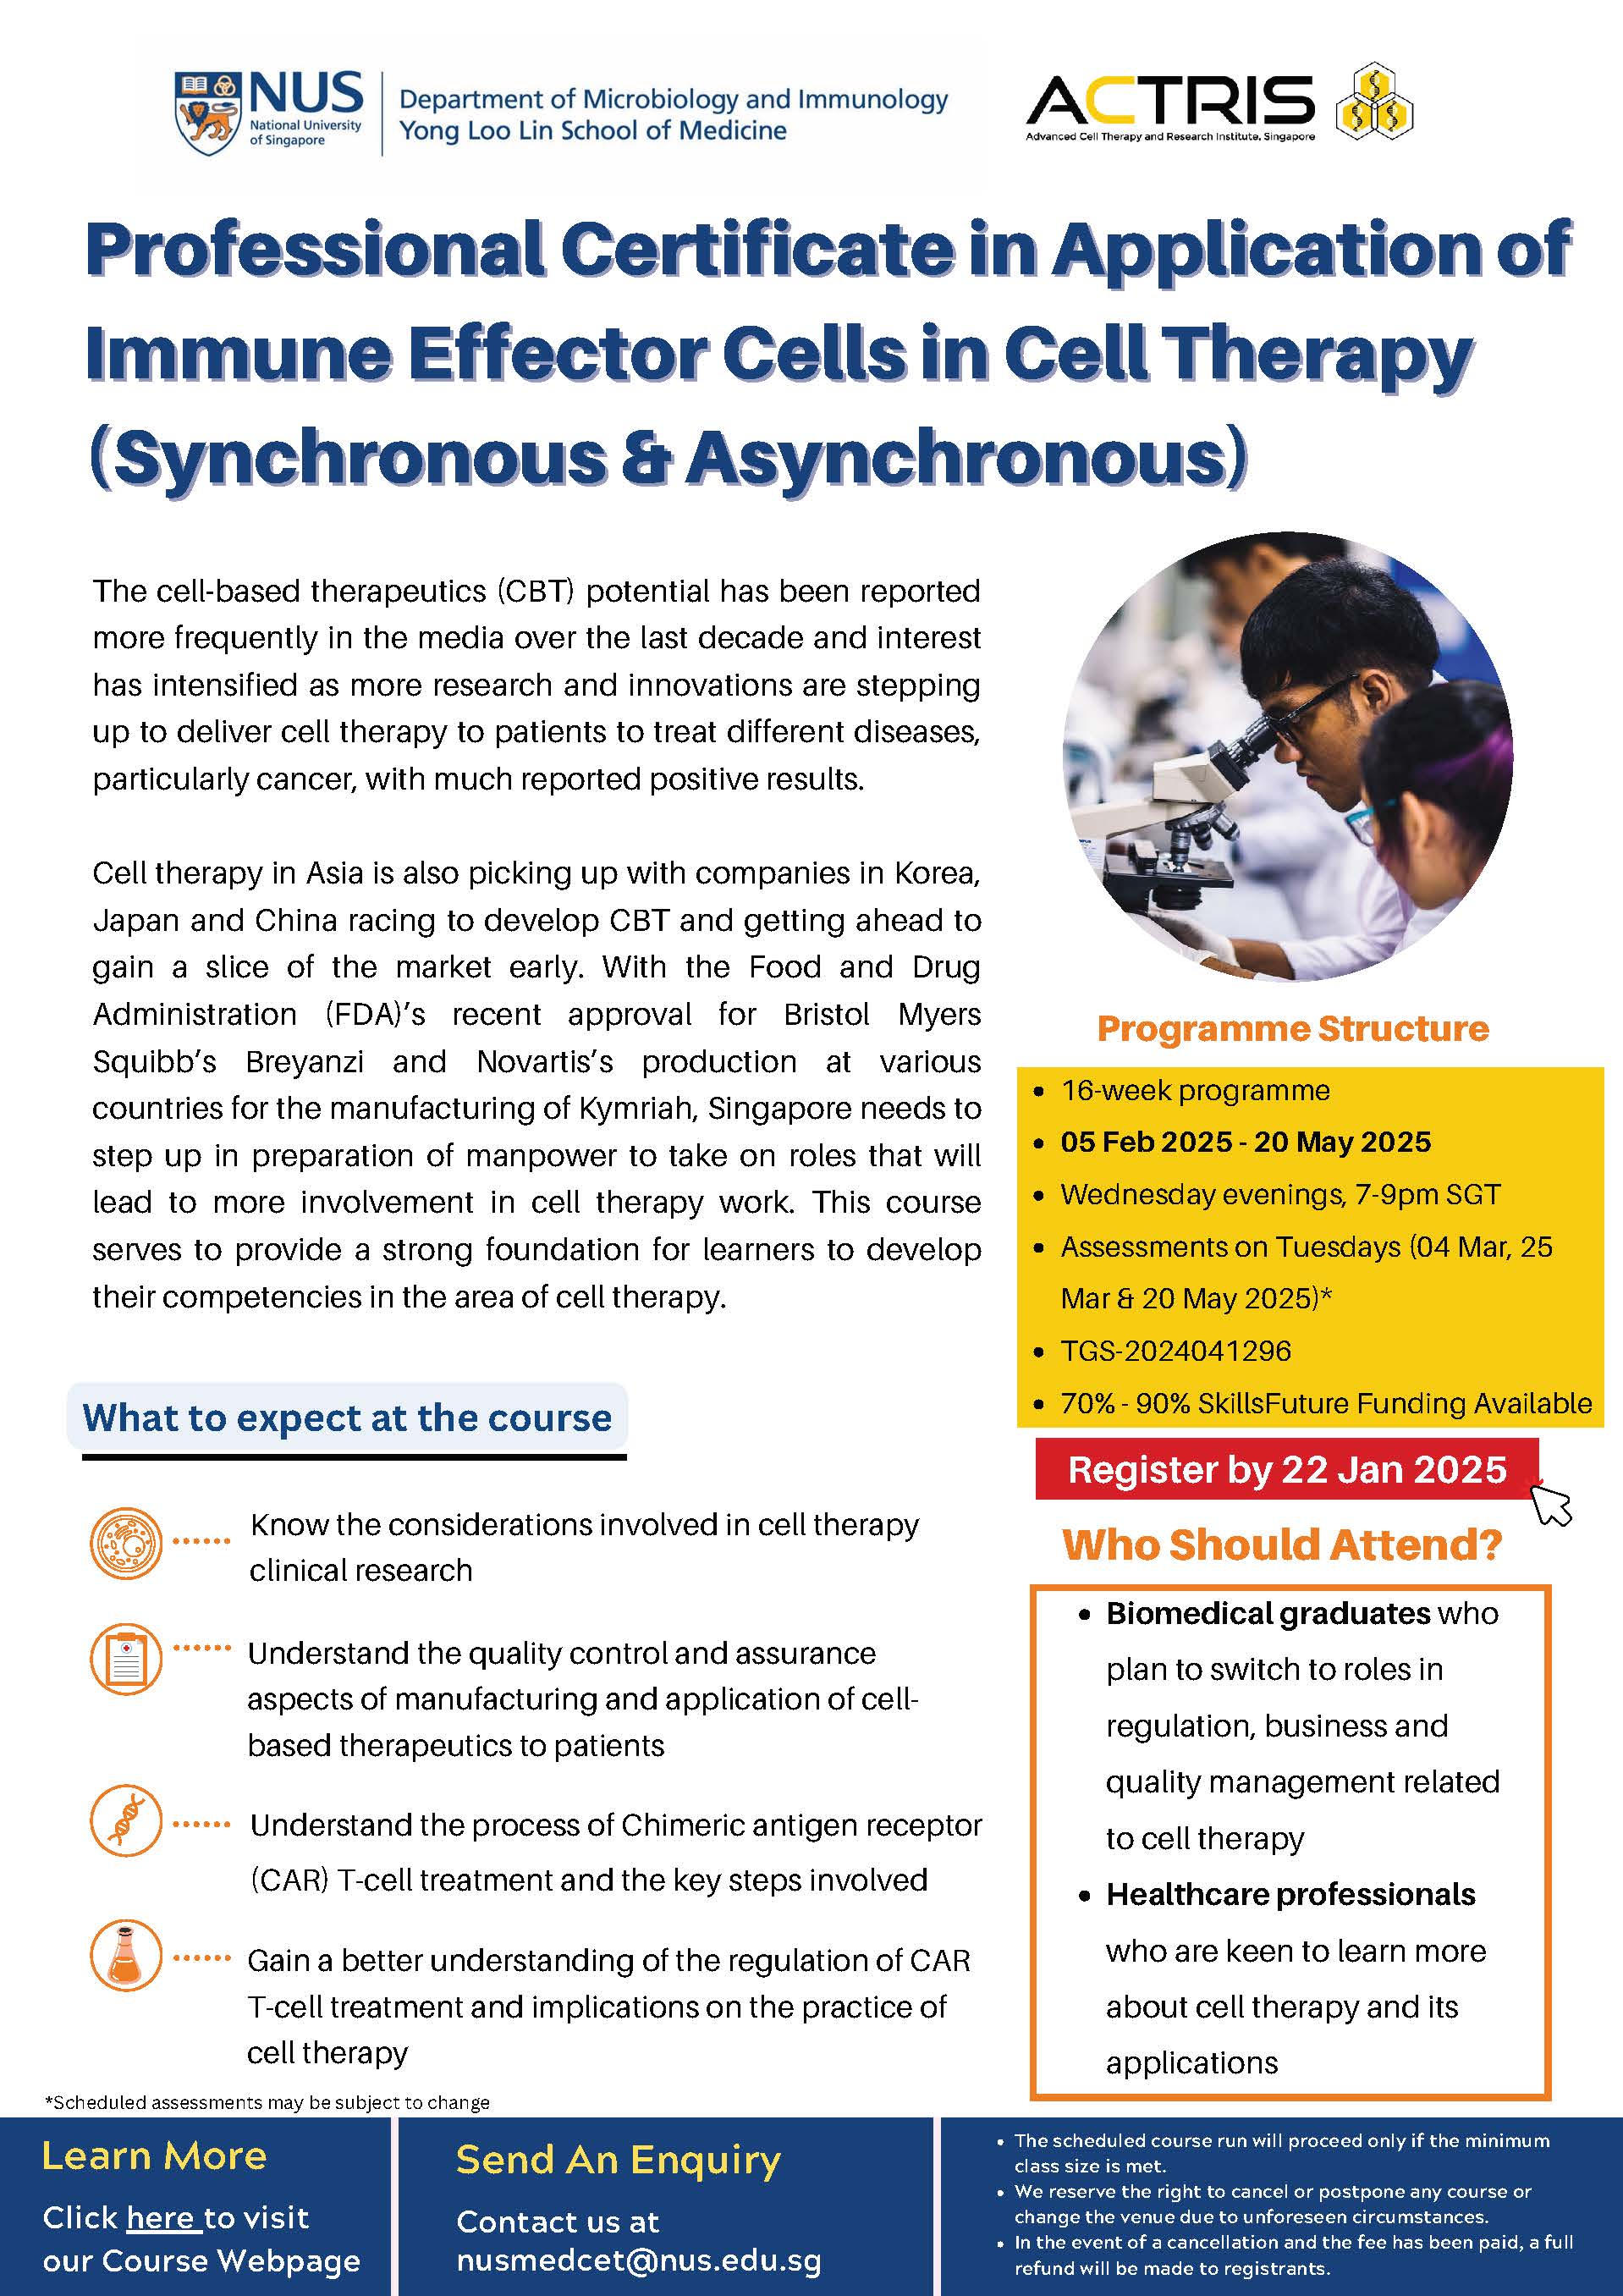 NUS
National University
of Singapore
Department of Microbiology and Immunology
Yong Loo Lin School of Medicine
ACTRIS
Advanced Cell Therapy and Research Institute, Singapore
Professional Certificate in Application of
Immune Effector Cells in Cell Therapy
(Synchronous & Asynchronous)
The cell-based therapeutics (CBT) potential has been reported
more frequently in the media over the last decade and interest
has intensified as more research and innovations are stepping
up to deliver cell therapy to patients to treat different diseases,
particularly cancer, with much reported positive results.
Cell therapy in Asia is also picking up with companies in Korea,
Japan and China racing to develop CBT and getting ahead to
gain a slice of the market early. With the Food and Drug
Administration (FDA)'s recent approval for Bristol Myers
Squibb's Breyanzi and Novartis's production at various
countries for the manufacturing of Kymriah, Singapore needs to
step up in preparation of manpower to take on roles that will
lead to more involvement in cell therapy work. This course
serves to provide a strong foundation for learners to develop
their competencies in the area of cell therapy.
What to expect at the course
Know the considerations involved in cell therapy
clinical research
Understand the quality control and assurance
aspects of manufacturing and application of cell-
based therapeutics to patients
Understand the process of Chimeric antigen receptor
(CAR) T-cell treatment and the key steps involved
Gain a better understanding of the regulation of CAR
T-cell treatment and implications on the practice of
cell therapy
*Scheduled assessments may be subject to change
Programme Structure
• 16-week programme
• 05 Feb 2025 - 20 May 2025
• Wednesday evenings, 7-9pm SGT
• Assessments on Tuesdays (04 Mar, 25
Mar & 20 May 2025)*
• TGS-2024041296
• 70% - 90% SkillsFuture Funding Available
Register by 22 Jan 2025
Who Should Attend?
• Biomedical graduates who
plan to switch to roles in
regulation, business and
quality management related
to cell therapy
• Healthcare professionals
who are keen to learn more
about cell therapy and its
applications
Learn More
Click here to visit
our Course Webpage
Send An Enquiry
Contact us at
nusmedcet@nus.edu.sg
• The scheduled course run will proceed only if the minimum
class size is met.
• We reserve the right to cancel or postpone any course or
change the venue due to unforeseen circumstances.
• In the event of a cancellation and the fee has been paid, a full
refund will be made to registrants.